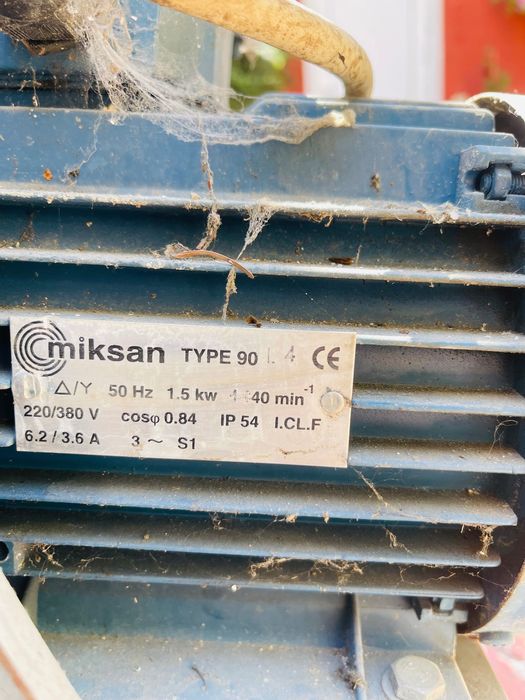 miksan TYPE 90 L 4 CE
Δ/Y 50 Hz 1.5 kw min⁻¹
220/380 V cosφ 0.84 IP 54 I.CL.F
6.2 / 3.6 A 3 ~ S1